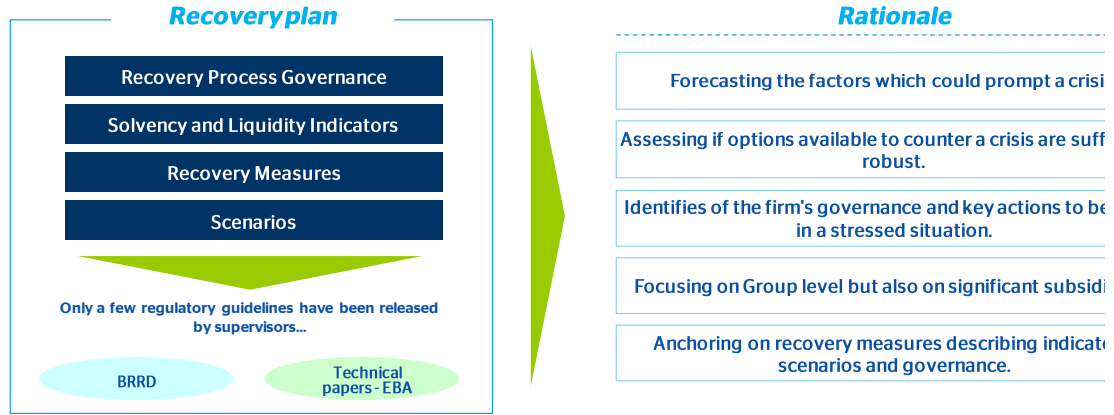 Recovery plan
Recovery Process Governance
Solvency and Liquidity Indicators
Recovery Measures
Scenarios
Only a few regulatory guidelines have been released
by supervisors...
BRRD
Technical
papers - EBA
Rationale
Forecasting the factors which could prompt a crisi
Assessing if options available to counter a crisis are suff
robust.
Identifies of the firm's governance and key actions to be
in a stressed situation.
Focusing on Group level but also on significant subsidi
Anchoring on recovery measures describing indicat
scenarios and governance.